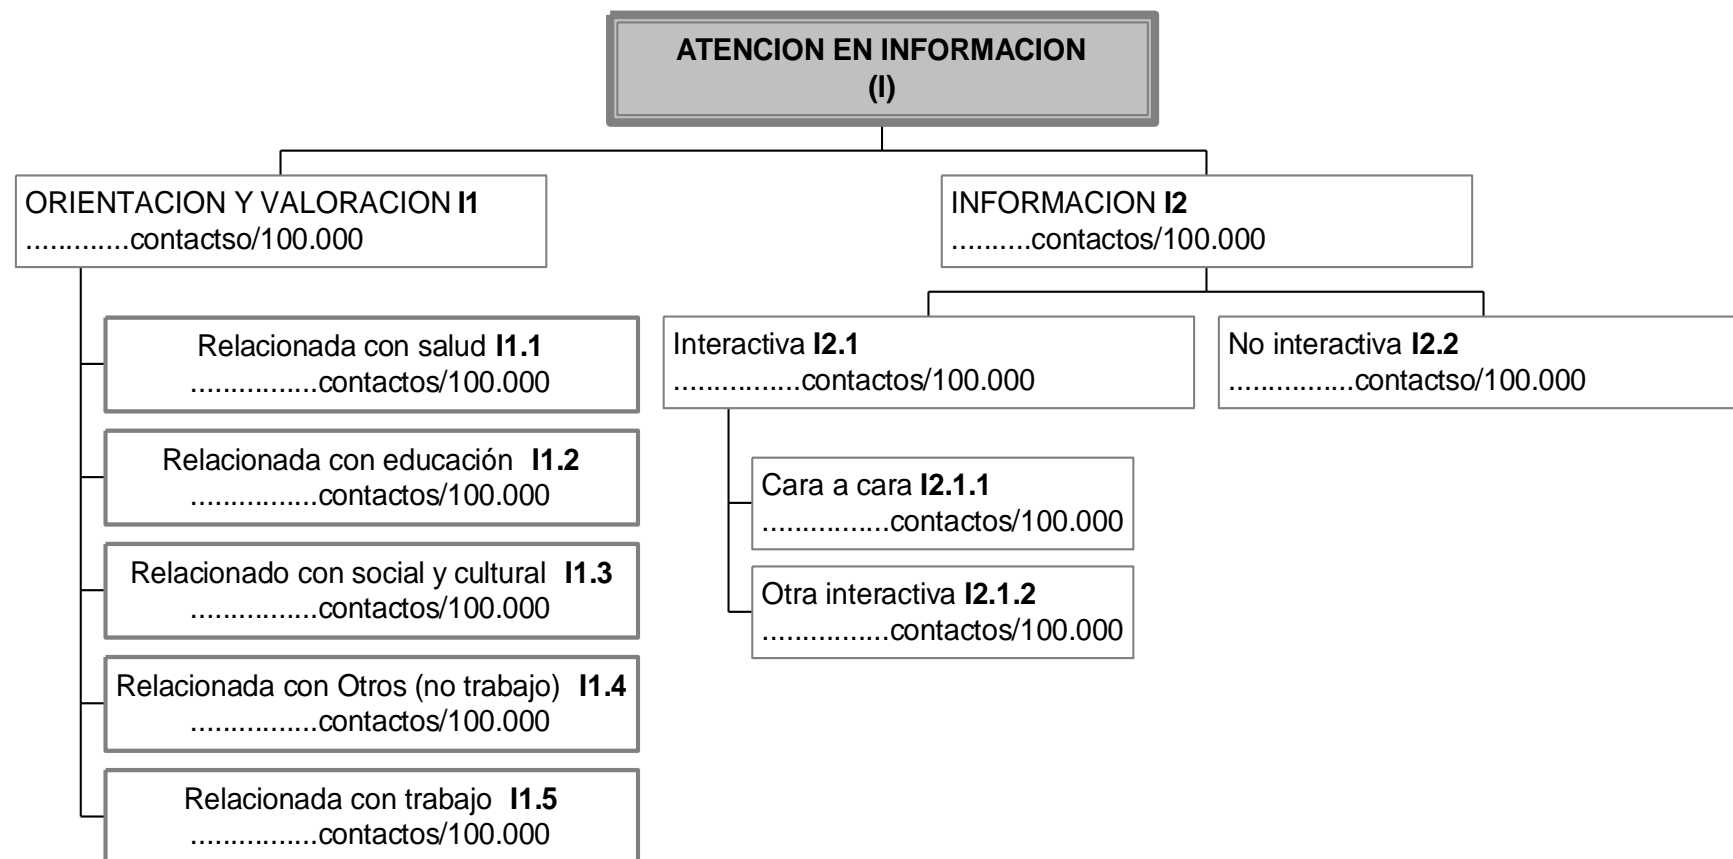 ATENCION EN INFORMACION
(I)
ORIENTACION Y VALORACION I1
.............contactso/100.000
Relacionada con salud I1.1
................contactos/100.000
Relacionada con educación I1.2
................contactos/100.000
Relacionado con social y cultural I1.3
................contactos/100.000
Relacionada con Otros (no trabajo) I1.4
................contactos/100.000
Relacionada con trabajo I1.5
................contactos/100.000
INFORMACION I2
..........contactos/100.000
Interactiva I2.1
................contactos/100.000
Cara a cara I2.1.1
................contactos/100.000
Otra interactiva I2.1.2
................contactos/100.000
No interactiva I2.2
................contactso/100.000